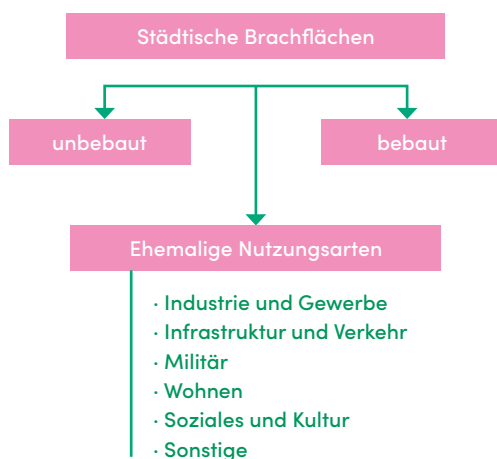 Städtische Brachflächen
unbebaut
bebaut
Ehemalige Nutzungsarten
· Industrie und Gewerbe
· Infrastruktur und Verkehr
· Militär
· Wohnen
· Soziales und Kultur
· Sonstige